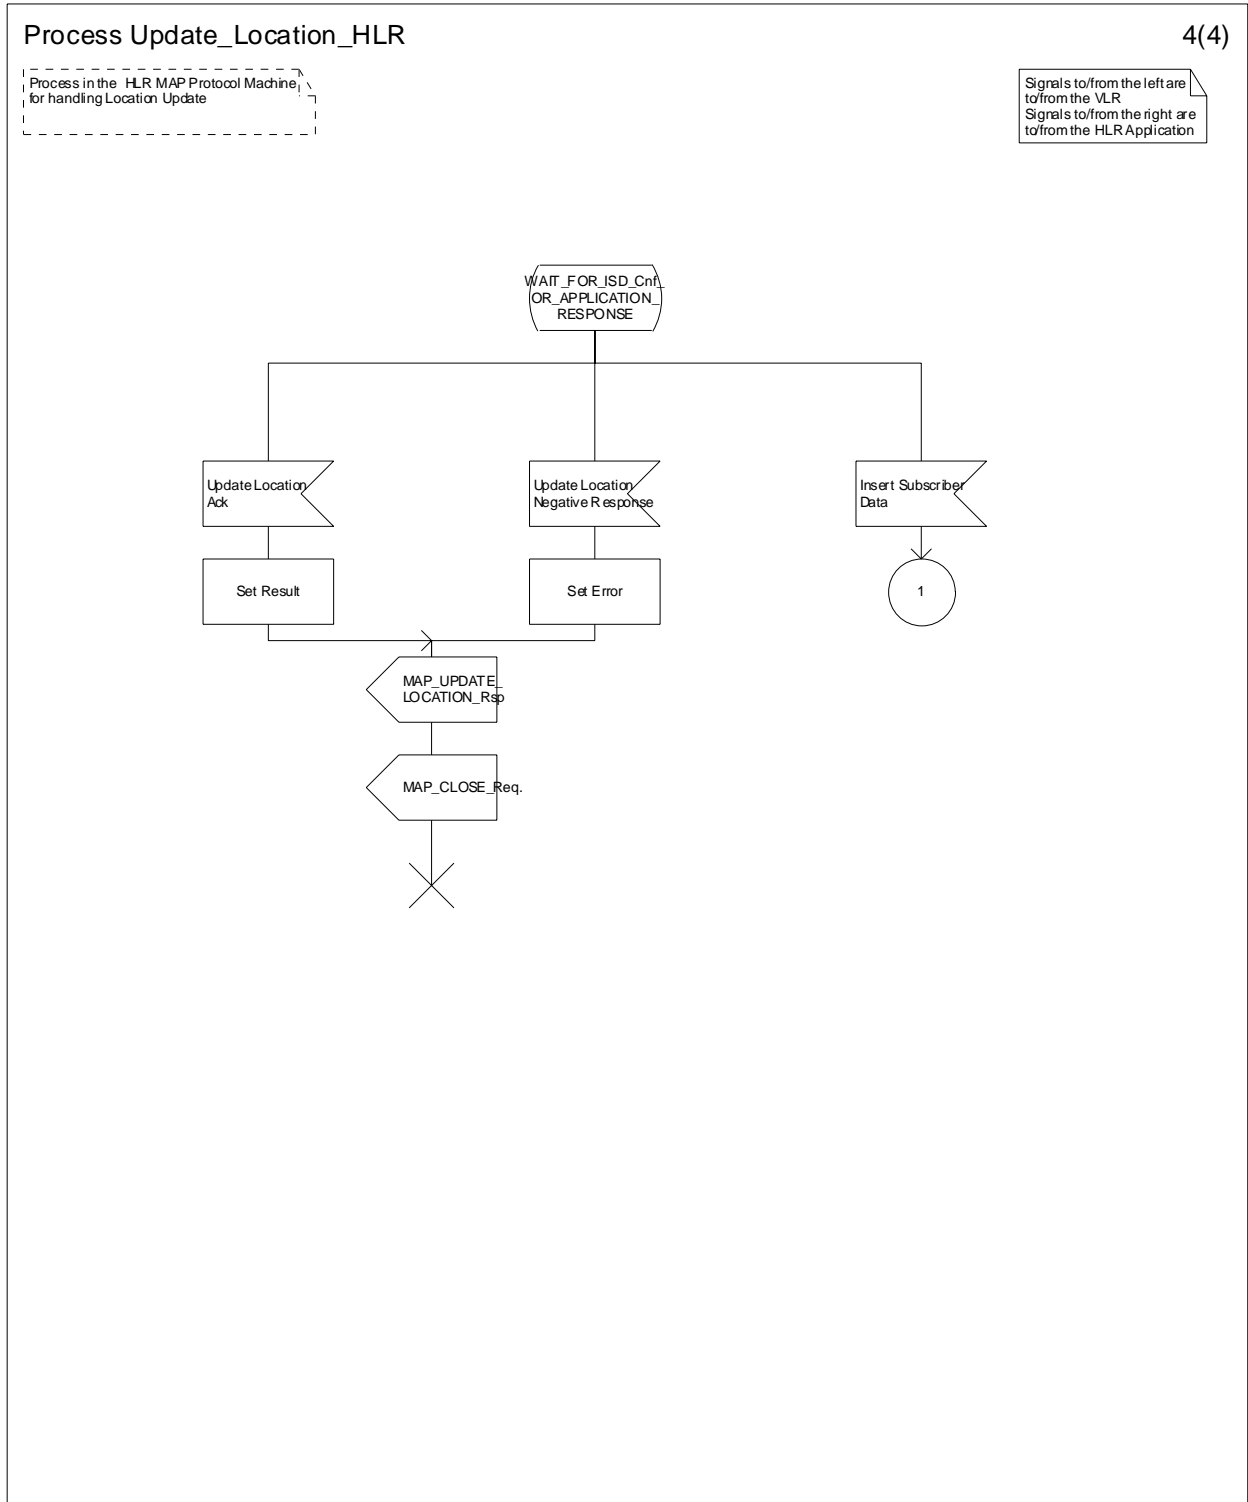 Process Update_Location_HLR
4(4)
Process in the HLR MAP Protocol Machine
for handling Location Update
Signals to/from the left are
to/from the VLR
Signals to/from the right are
to/from the HLR Application
WAIT_FOR_ISD_Cnf_
OR_APPLICATION_
RESPONSE
Update Location
Ack
Update Location
Negative Response
Insert Subscriber
Data
Set Result
Set Error
1
MAP_UPDATE_
LOCATION_Rsp
MAP_CLOSE_Req.